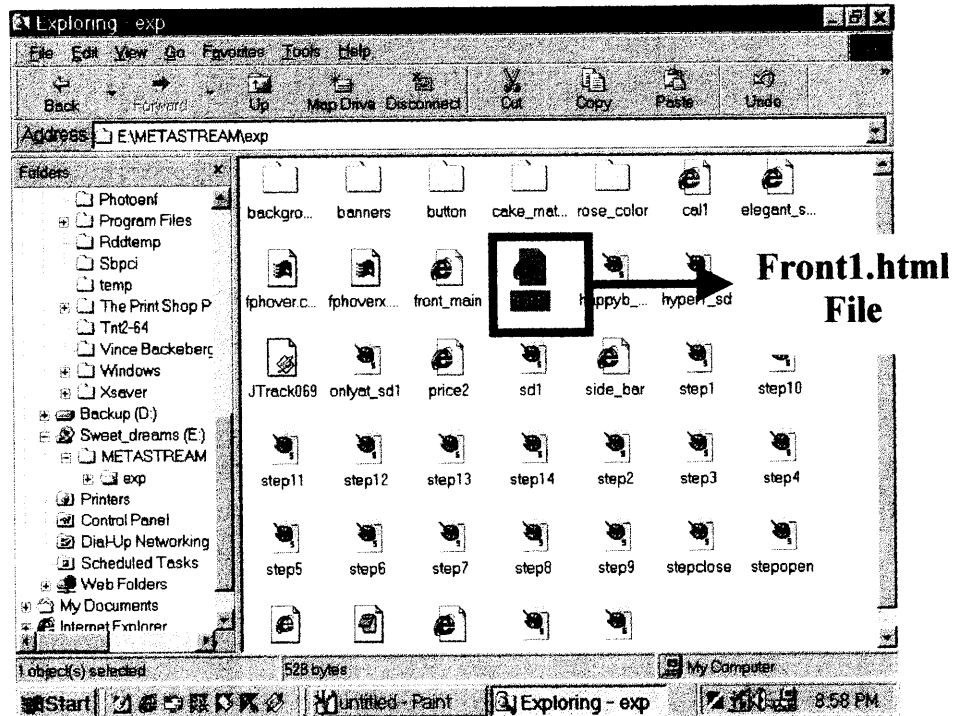 Exploring - exp
File Edit View Go Favorites Tools Help
Back Forward Up Map Drive Disconnect Cut Copy Paste Undo »
Address E:\METASTREAM\exp
Folders x
Photoenf
Program Files
Rddtemp
Sbpci
temp
The Print Shop P
Tnt2-64
Vince Backeberg
Windows
Xsaver
Backup (D:)
Sweet_dreams (E:)
METASTREAM
exp
Printers
Control Panel
Dial-Up Networking
Scheduled Tasks
Web Folders
My Documents
Internet Explorer
backgro... banners button cake_mat... rose_color cal1 elegant_s...
fphover.c... fphoverx.... front_main happyb_... hyperf_sd
Front1.html
File
JTrack069 onlyat_sd1 price2 sd1 side_bar step1 step10
step11 step12 step13 step14 step2 step3 step4
step5 step6 step7 step8 step9 stepclose stepopen
1 object(s) selected 528 bytes My Computer
Start untitled - Paint Exploring - exp 8:58 PM